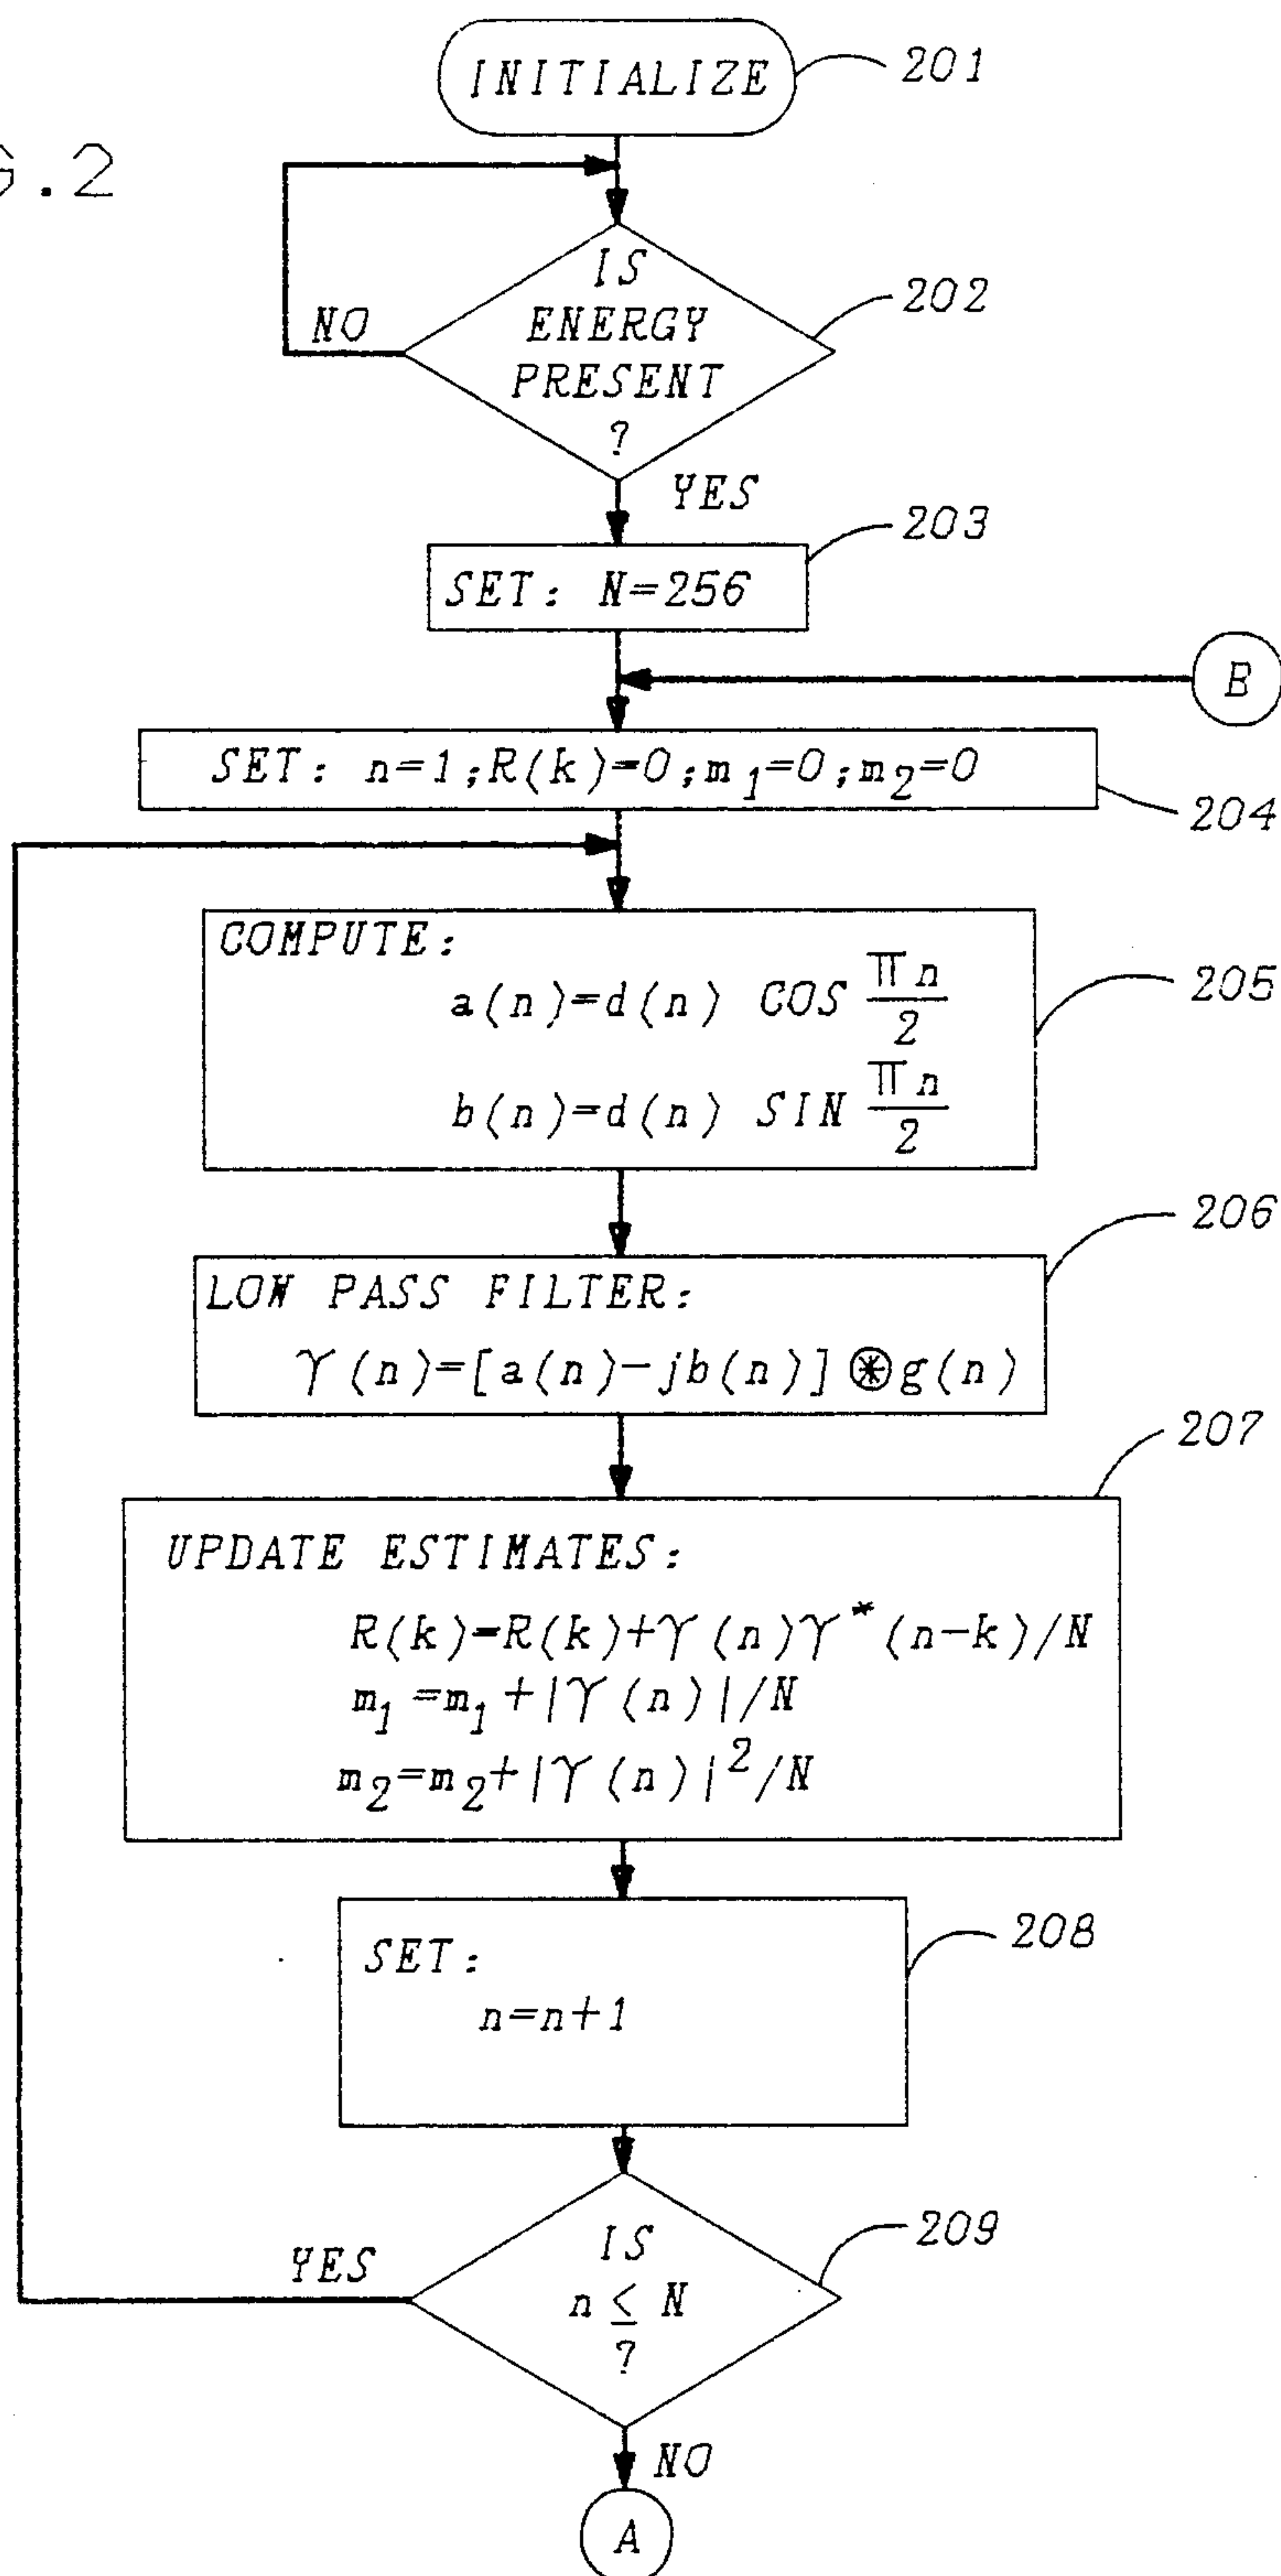 INITIALIZE
201
G.2
IS
ENERGY
PRESENT
?
202
NO
YES
203
SET: N=256
B
SET: n=1;R(k)=0;m₁=0;m₂=0
204
COMPUTE:
a(n)=d(n) COS πn/2
b(n)=d(n) SIN πn/2
205
206
LOW PASS FILTER:
γ(n)=[a(n)-jb(n)]⊛g(n)
207
UPDATE ESTIMATES:
R(k)=R(k)+γ(n)γ*(n-k)/N
m₁=m₁+|γ(n)|/N
m₂=m₂+|γ(n)|²/N
SET:
n=n+1
208
IS
n≤N
?
209
YES
NO
A